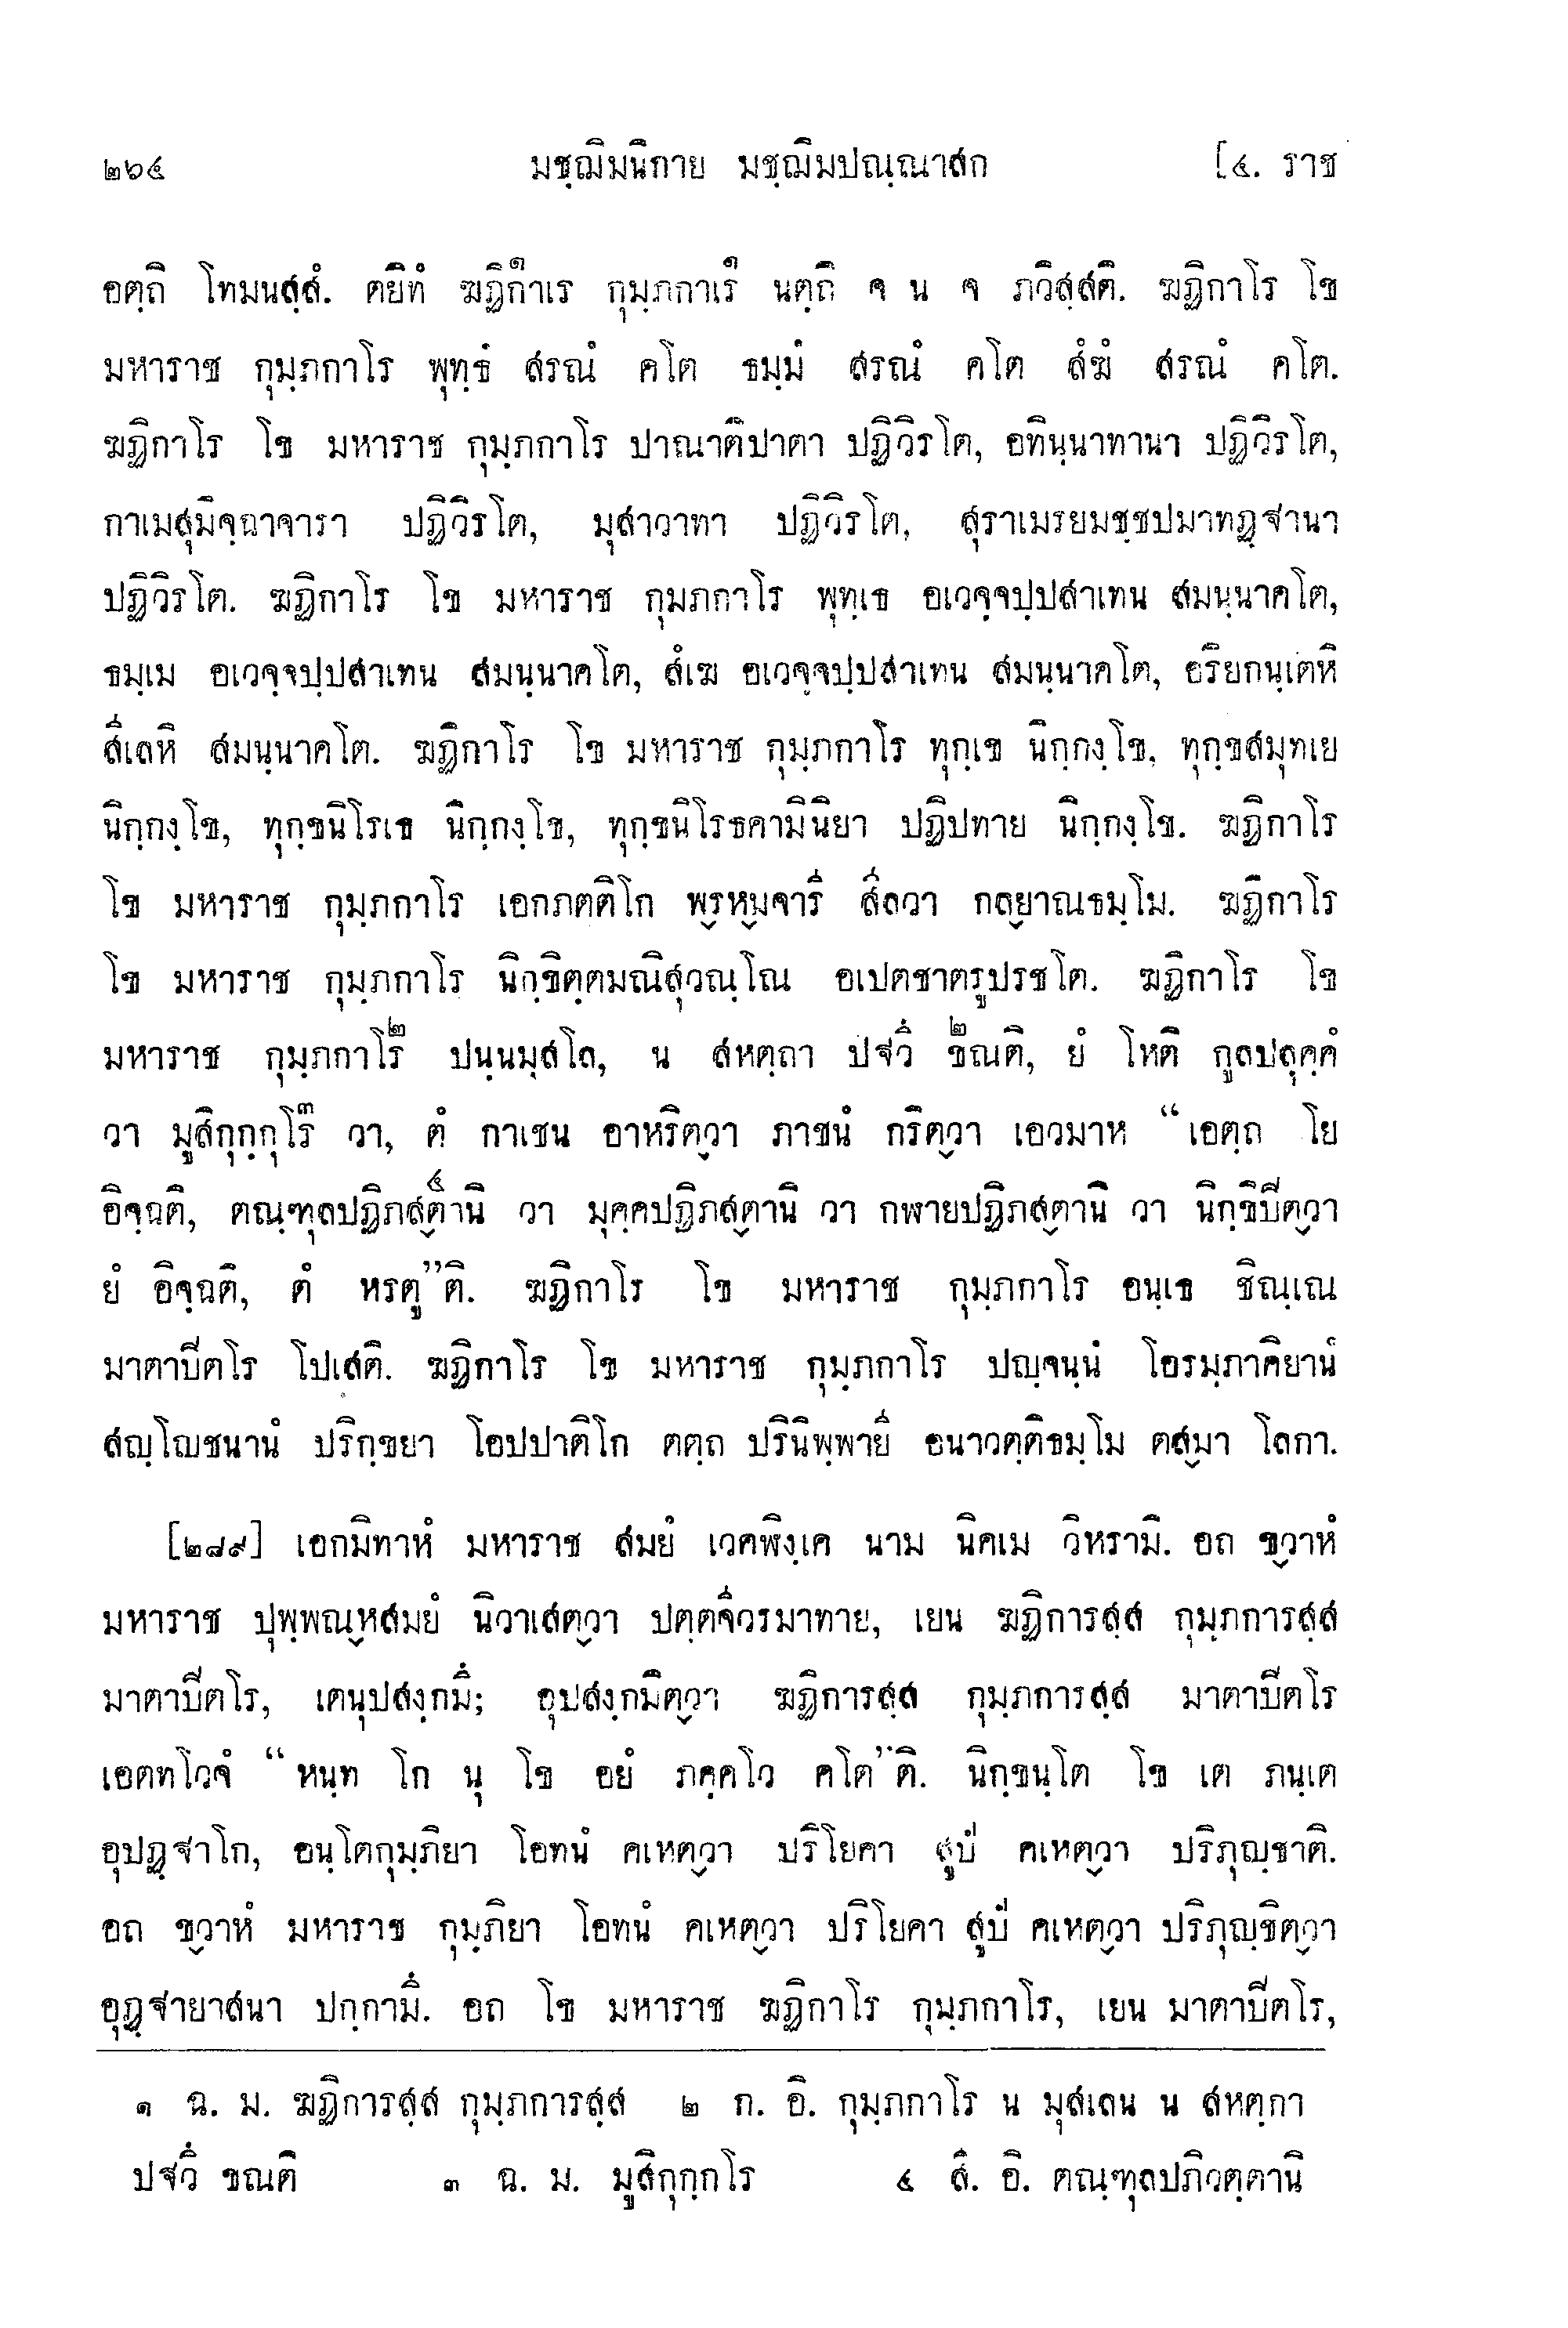 ๒๖๔ มชฺฌิมนิกาย มชฺฌิมปณฺณาสก [๔. ราช
อตฺถิ โทมนสฺสํ. ตยิทํ ฆฏิกาเร๑ กุมฺภกาเร๑ นตฺถิ จ น จ ภวิสฺสติ. ฆฏิกาโร โข
มหาราช กุมฺภกาโร พุทฺธํ สรณํ คโต ธมฺมํ สรณํ คโต สํฆํ สรณํ คโต.
ฆฏิกาโร โข มหาราช กุมฺภกาโร ปาณาติปาตา ปฏิวิรโต, อทินฺนาทานา ปฏิวิรโต,
กาเมสุมิจฺฉาจารา ปฏิวิรโต, มุสาวาทา ปฏิวิรโต, สุราเมรยมชฺชปมาทฏฺฐานา
ปฏิวิรโต. ฆฏิกาโร โข มหาราช กุมภกาโร พุทฺเธ อเวจฺจปฺปสาเทน สมนฺนาคโต,
ธมฺเม อเวจฺจปฺปสาเทน สมนฺนาคโต, สํเฆ อเวจฺจปฺปสาเทน สมนฺนาคโต, อริยกนฺเตหิ
สีเลหิ สมนฺนาคโต. ฆฏิกาโร โข มหาราช กุมฺภกาโร ทุกฺเข นิกฺกงฺโข, ทุกฺขสมุทเย
นิกฺกงฺโข, ทุกฺขนิโรเธ นิกฺกงฺโข, ทุกฺขนิโรธคามินิยา ปฏิปทาย นิกฺกงฺโข. ฆฏิกาโร
โข มหาราช กุมฺภกาโร เอกภตฺติโก พฺรหฺมจารี สีลวา กลฺยาณธมฺโม. ฆฏิกาโร
โข มหาราช กุมฺภกาโร นิกฺขิตฺตมณิสุวณฺโณ อเปตชาตรูปรชโต. ฆฏิกาโร โข
มหาราช กุมฺภกาโร๒ ปนฺนมุสโล, น สหตฺถา ปฐวึ ขณติ๒, ยํ โหติ กูลปลุคฺคํ
วา มูสิกุกฺกุโร๓ วา, ตํ กาเชน อาหริตฺวา ภาชนํ กริตฺวา เอวมาห “เอตฺถ โย
อิจฺฉติ, ตณฺฑุลปฏิภสฺตานิ๔ วา มุคฺคปฏิภสฺตานิ วา กฬายปฏิภสฺตานิ วา นิกฺขิปิตฺวา
ยํ อิจฺฉติ, ตํ หรตู”ติ. ฆฏิกาโร โข มหาราช กุมฺภกาโร อนฺเธ ชิณฺเณ
มาตาปิตโร โปเสติ. ฆฏิกาโร โข มหาราช กุมฺภกาโร ปญฺจนฺนํ โอรมฺภาคิยานํ
สญฺโญชนานํ ปริกฺขยา โอปปาติโก ตตฺถ ปรินิพฺพายี อนาวตฺติธมฺโม ตสฺมา โลกา.
[๒๘๙] เอกมิทาหํ มหาราช สมยํ เวคฬิงฺเค นาม นิคเม วิหรามิ. อถ ขฺวาหํ
มหาราช ปุพฺพณฺหสมยํ นิวาเสตฺวา ปตฺตจีวรมาทาย, เยน ฆฏิการสฺส กุมฺภการสฺส
มาตาปิตโร, เตนุปสงฺกมึ; อุปสงฺกมิตฺวา ฆฏิการสฺส กุมฺภการสฺส มาตาปิตโร
เอตทโวจํ “หนฺท โก นุ โข อยํ ภคฺคโว คโต”ติ. นิกฺขนฺโต โข เต ภนฺเต
อุปฏฺฐาโก, อนฺโตกุมฺภิยา โอทนํ คเหตฺวา ปริโยคา สูปํ คเหตฺวา ปริภุญฺชาติ.
อถ ขฺวาหํ มหาราช กุมฺภิยา โอทนํ คเหตฺวา ปริโยคา สูปํ คเหตฺวา ปริภุญฺชิตฺวา
อุฏฺฐายาสนา ปกฺกามึ. อถ โข มหาราช ฆฏิกาโร กุมฺภกาโร, เยน มาตาปิตโร,
๑ ฉ. ม. ฆฏิการสฺส กุมฺภการสฺส ๒ ก. อิ. กุมฺภกาโร น มุสเลน น สหตฺถา
ปฐวึ ขณติ ๓ ฉ. ม. มูสิกุกฺกโร ๔ สี. อิ. ตณฺฑุลปภิวตฺตานิ